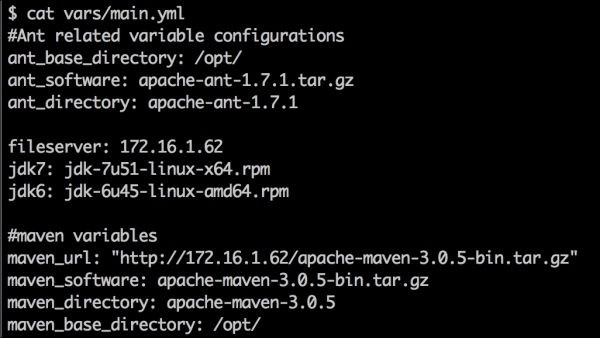 $ cat vars/main.yml
#Ant related variable configurations
ant_base_directory: /opt/
ant_software: apache-ant-1.7.1.tar.gz
ant_directory: apache-ant-1.7.1
fileserver: 172.16.1.62
jdk7: jdk-7u51-linux-x64.rpm
jdk6: jdk-6u45-linux-amd64.rpm
#maven variables
maven_url: "http://172.16.1.62/apache-maven-3.0.5-bin.tar.gz"
maven_software: apache-maven-3.0.5-bin.tar.gz
maven_directory: apache-maven-3.0.5
maven_base_directory: /opt/